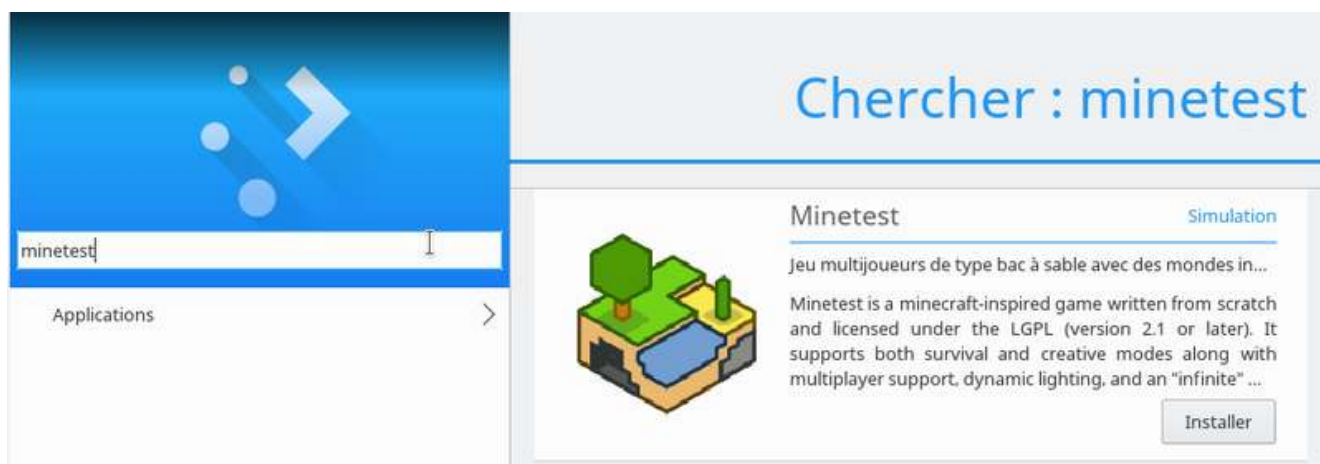 minetest
Applications
Chercher : minetest
Minetest
Simulation
Jeu multijoueurs de type bac à sable avec des mondes in...
Minetest is a minecraft-inspired game written from scratch
and licensed under the LGPL (version 2.1 or later). It
supports both survival and creative modes along with
multiplayer support, dynamic lighting, and an "infinite" ...
Installer